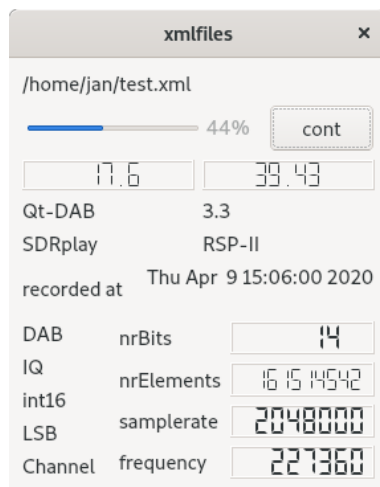 xmlfiles ×
/home/jan/test.xml
44% cont
17.6 39.43
Qt-DAB 3.3
SDRplay RSP-II
recorded at Thu Apr 9 15:06:00 2020
DAB nrBits 14
IQ
nrElements 161514542
int16
samplerate 2048000
LSB
Channel frequency 227360